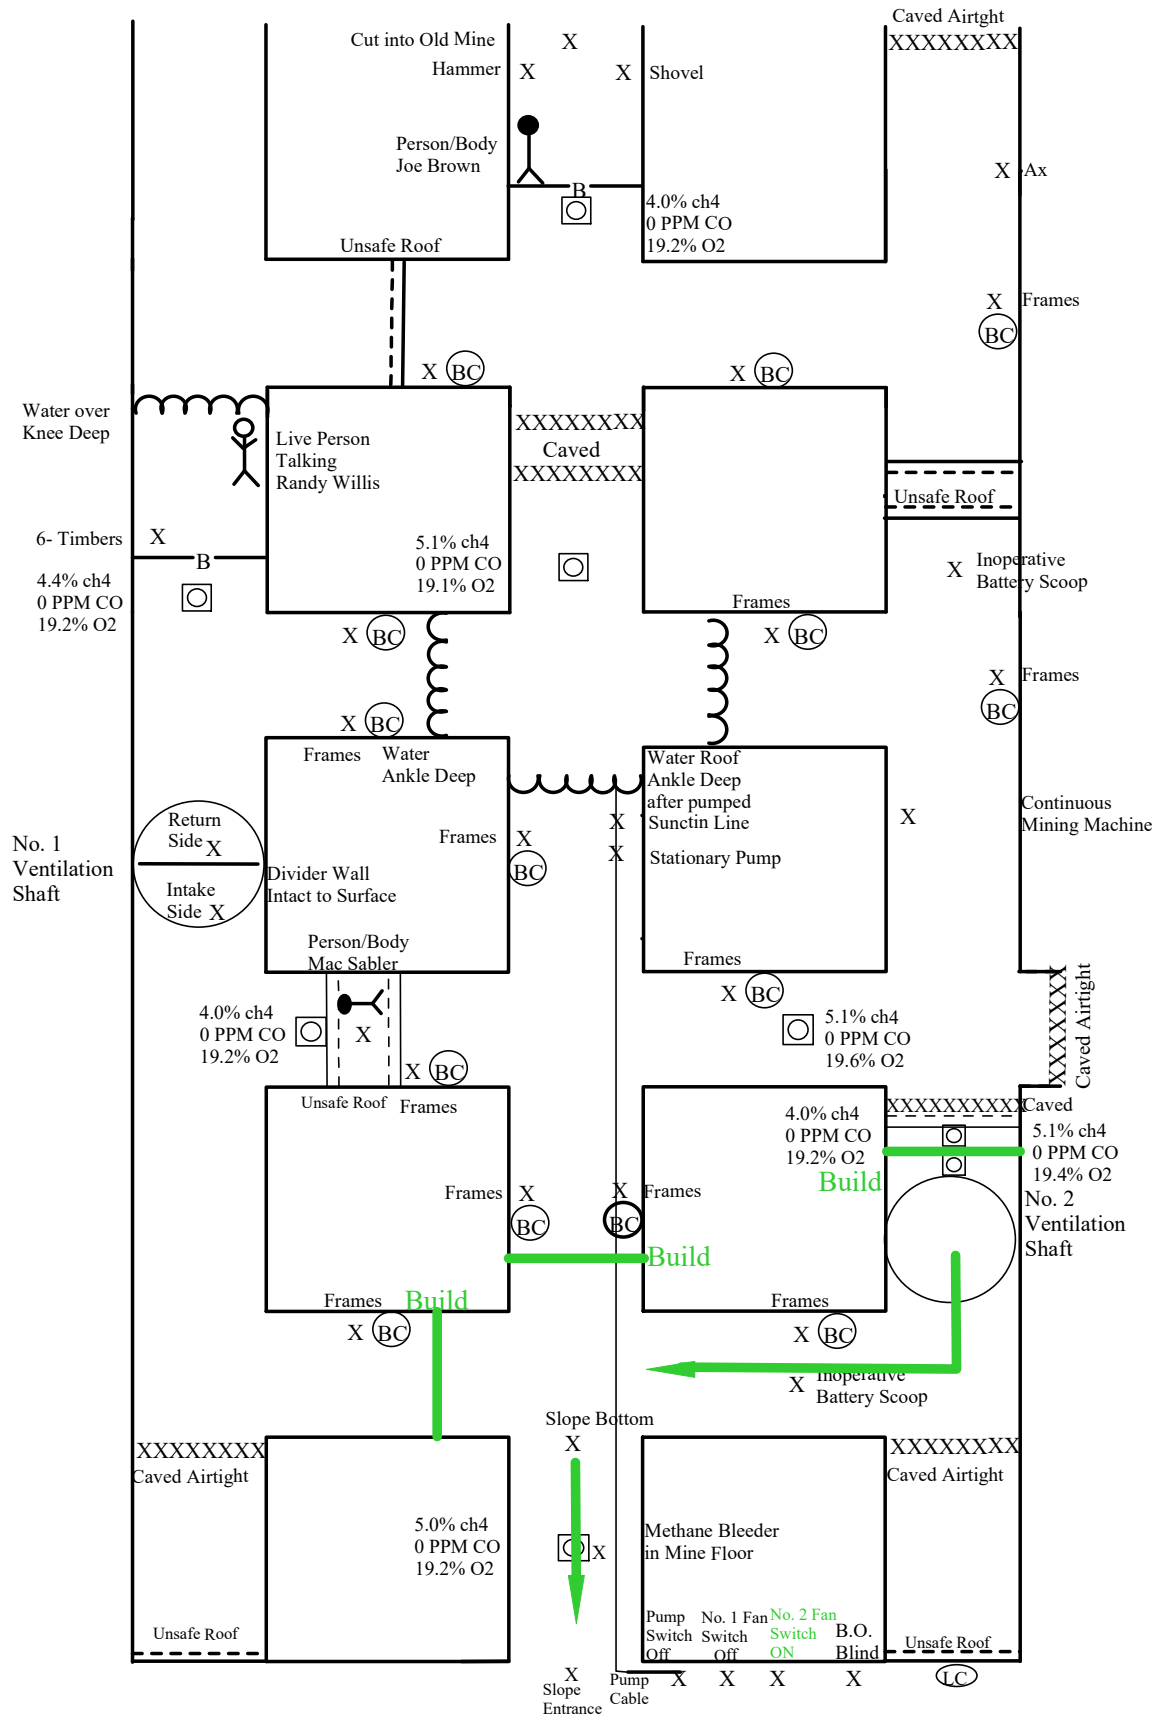 Caved Airtght
XXXXXXXX
Cut into Old Mine
X
Hammer
X
X
Shovel
Person/Body
Joe Brown
X
Ax
B
4.0% ch4
0 PPM CO
19.2% O2
Unsafe Roof
X
Frames
BC
X
BC
X
BC
Water over
Knee Deep
XXXXXXXX
Caved
XXXXXXXX
Live Person
Talking
Randy Willis
Unsafe Roof
6- Timbers
X
B
4.4% ch4
0 PPM CO
19.2% O2
5.1% ch4
0 PPM CO
19.1% O2
X
Inoperative
Battery Scoop
Frames
X
BC
X
BC
X
Frames
BC
X
BC
Frames
Water
Ankle Deep
Water Roof
Ankle Deep
after pumped
Sunctin Line
X
X
Stationary Pump
X
Continuous
Mining Machine
No. 1
Ventilation
Shaft
Return
Side
X
Intake
Side
X
Divider Wall
Intact to Surface
Frames
X
BC
Person/Body
Mac Sabler
Frames
X
BC
XXXXXXXX
Caved Airtight
4.0% ch4
0 PPM CO
19.2% O2
X
5.1% ch4
0 PPM CO
19.6% O2
X
BC
Unsafe Roof
Frames
XXXXXXXXXX
Caved
4.0% ch4
0 PPM CO
19.2% O2
Build
5.1% ch4
0 PPM CO
19.4% O2
No. 2
Ventilation
Shaft
Frames
X
BC
X
Frames
BC
Build
Frames
Build
X
BC
Frames
X
BC
X
Inoperative
Battery Scoop
Slope Bottom
X
XXXXXXXX
Caved Airtight
XXXXXXXX
Caved Airtight
5.0% ch4
0 PPM CO
19.2% O2
X
Methane Bleeder
in Mine Floor
Pump
Switch
Off
No. 1 Fan
Switch
Off
No. 2 Fan
Switch
ON
B.O.
Blind
Unsafe Roof
Unsafe Roof
X
Slope
Entrance
Pump
Cable
X
X
X
X
LC